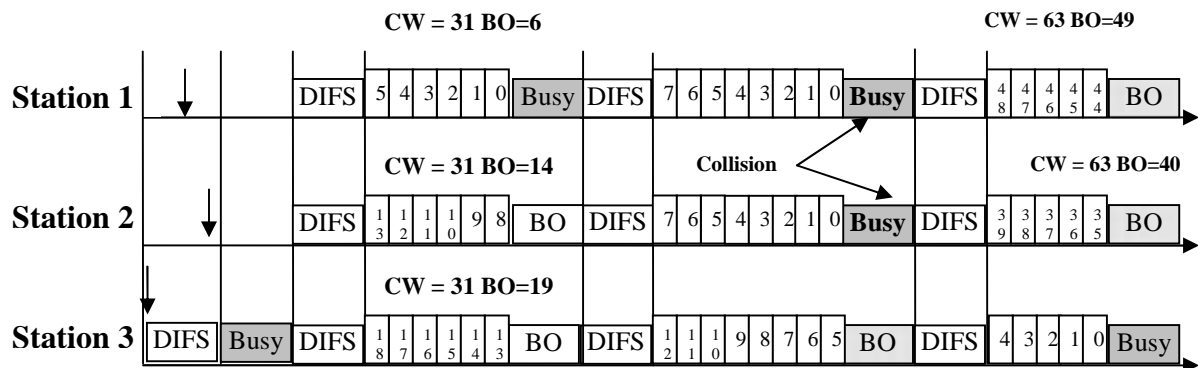 CW = 31 BO=6
CW = 63 BO=49
Station 1
DIFS 5 4 3 2 1 0 Busy DIFS 7 6 5 4 3 2 1 0 Busy DIFS 48 47 46 45 44 BO
CW = 31 BO=14
Collision
CW = 63 BO=40
Station 2
DIFS 13 12 11 10 9 8 BO DIFS 7 6 5 4 3 2 1 0 Busy DIFS 39 38 37 36 35 BO
CW = 31 BO=19
Station 3
DIFS Busy DIFS 18 17 16 15 14 13 BO DIFS 12 11 10 9 8 7 6 5 BO DIFS 4 3 2 1 0 Busy